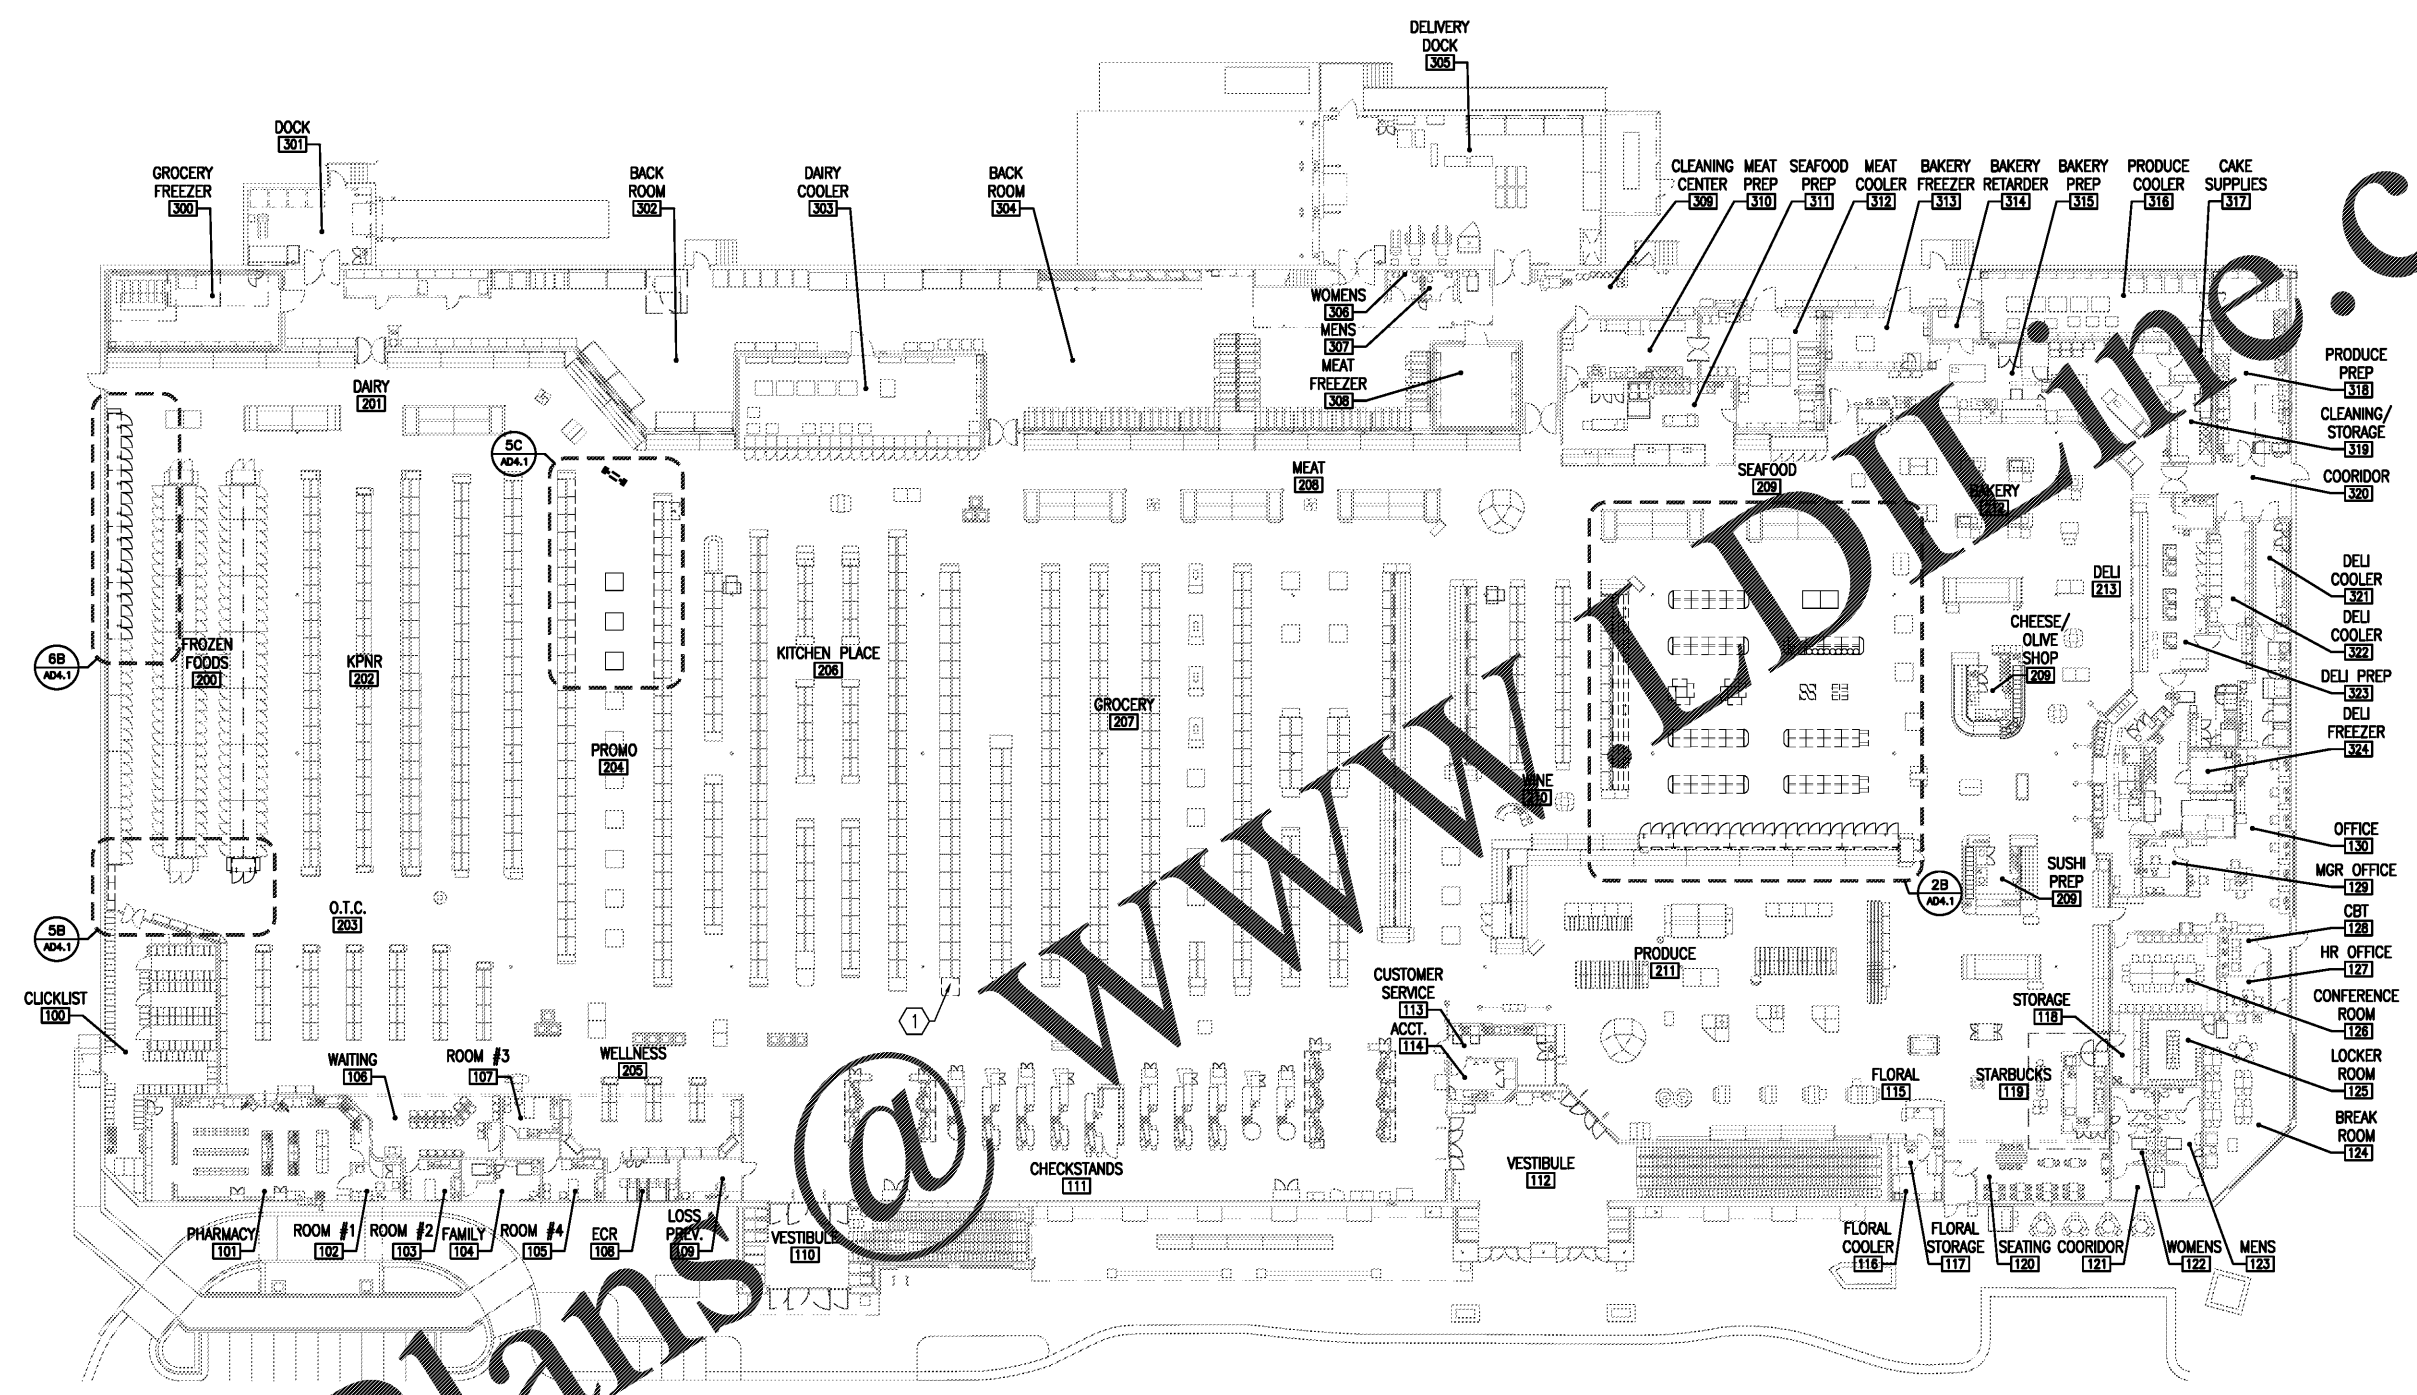 DELIVERY
DOCK
305
DOCK
301
GROCERY
FREEZER
300
BACK
ROOM
302
DAIRY
COOLER
303
BACK
ROOM
304
CLEANING
CENTER
309
MEAT
PREP
310
SEAFOOD
PREP
311
MEAT
COOLER
312
BAKERY
FREEZER
313
BAKERY
RETARDER
314
BAKERY
PREP
315
PRODUCE
COOLER
316
CAKE
SUPPLIES
317
WOMENS
306
MENS
307
MEAT
FREEZER
308
PRODUCE
PREP
318
CLEANING/
STORAGE
319
COORIDOR
320
DAIRY
201
5C
AD4.1
MEAT
208
SEAFOOD
209
BAKERY
212
DELI
213
DELI
COOLER
321
DELI
COOLER
322
DELI PREP
323
DELI
FREEZER
324
CHEESE/
OLIVE
SHOP
209
6B
AD4.1
FROZEN
FOODS
200
KPNR
202
KITCHEN PLACE
206
GROCERY
207
PROMO
204
WINE
210
OFFICE
130
MGR OFFICE
129
SUSHI
PREP
209
2B
AD4.1
CBT
128
HR OFFICE
127
CONFERENCE
ROOM
126
STORAGE
118
LOCKER
ROOM
125
BREAK
ROOM
124
5B
AD4.1
O.T.C.
203
PRODUCE
211
CUSTOMER
SERVICE
113
ACCT.
114
CLICKLIST
100
1
WAITING
106
ROOM #3
107
WELLNESS
205
FLORAL
115
STARBUCKS
119
CHECKSTANDS
111
VESTIBULE
112
PHARMACY
101
ROOM #1
102
ROOM #2
103
FAMILY
104
ROOM #4
105
ECR
108
LOSS
PREV.
109
VESTIBULE
110
FLORAL
COOLER
116
FLORAL
STORAGE
117
SEATING
120
COORIDOR
121
WOMENS
122
MENS
123
plans @ www.LDILine.c